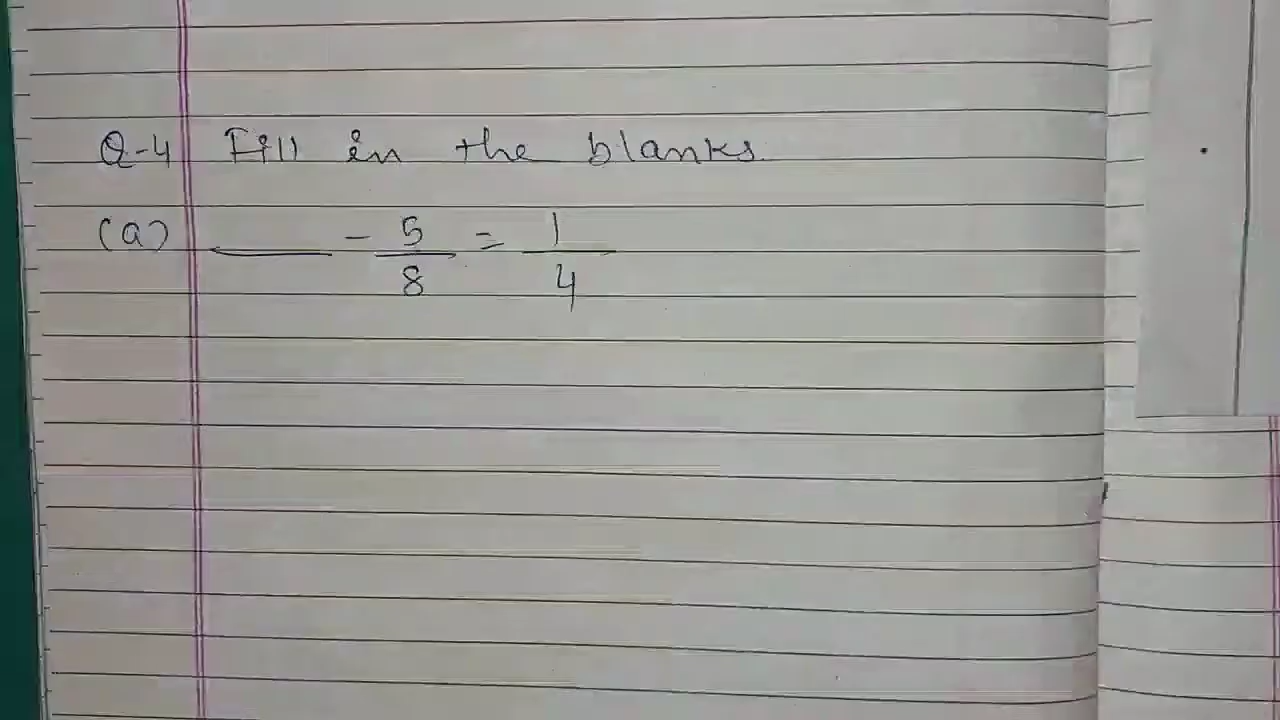 Q-4 Fill in the blanks.
(a) ____ - 5/8 = 1/4